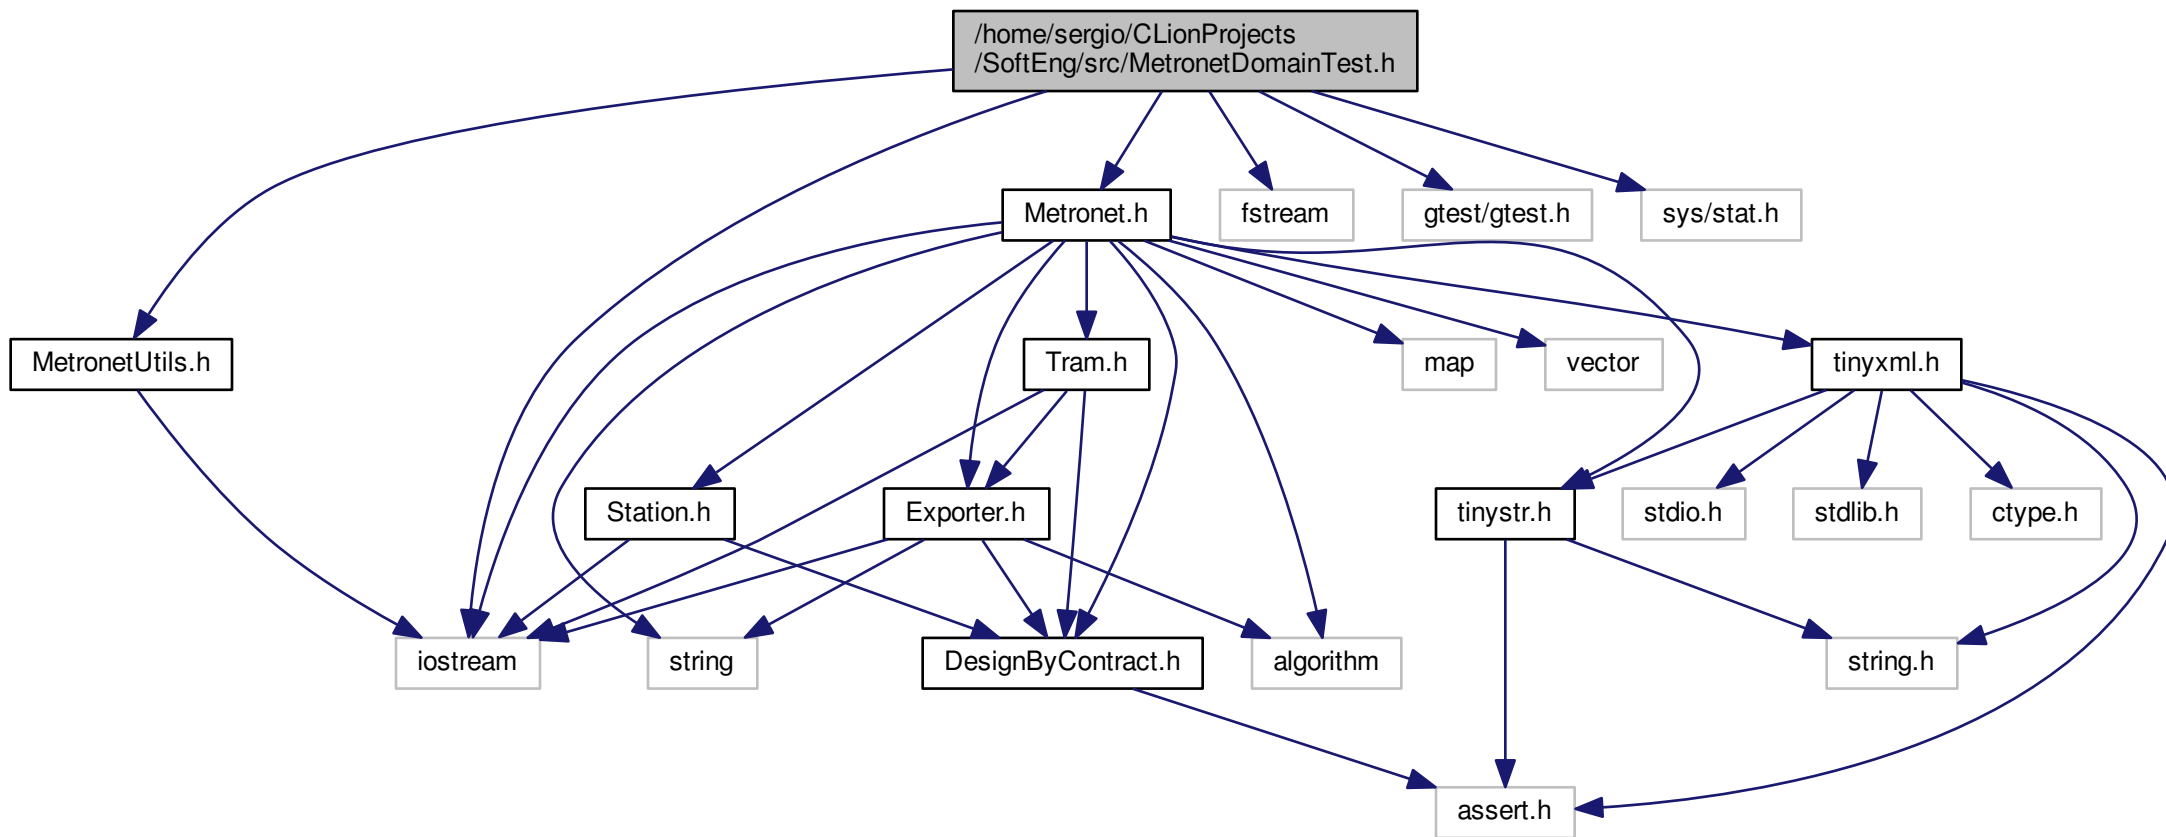 /home/sergio/CLionProjects
/SoftEng/src/MetronetDomainTest.h
Metronet.h
fstream
gtest/gtest.h
sys/stat.h
MetronetUtils.h
Tram.h
map
vector
tinyxml.h
Station.h
Exporter.h
tinystr.h
stdio.h
stdlib.h
ctype.h
iostream
string
DesignByContract.h
algorithm
string.h
assert.h